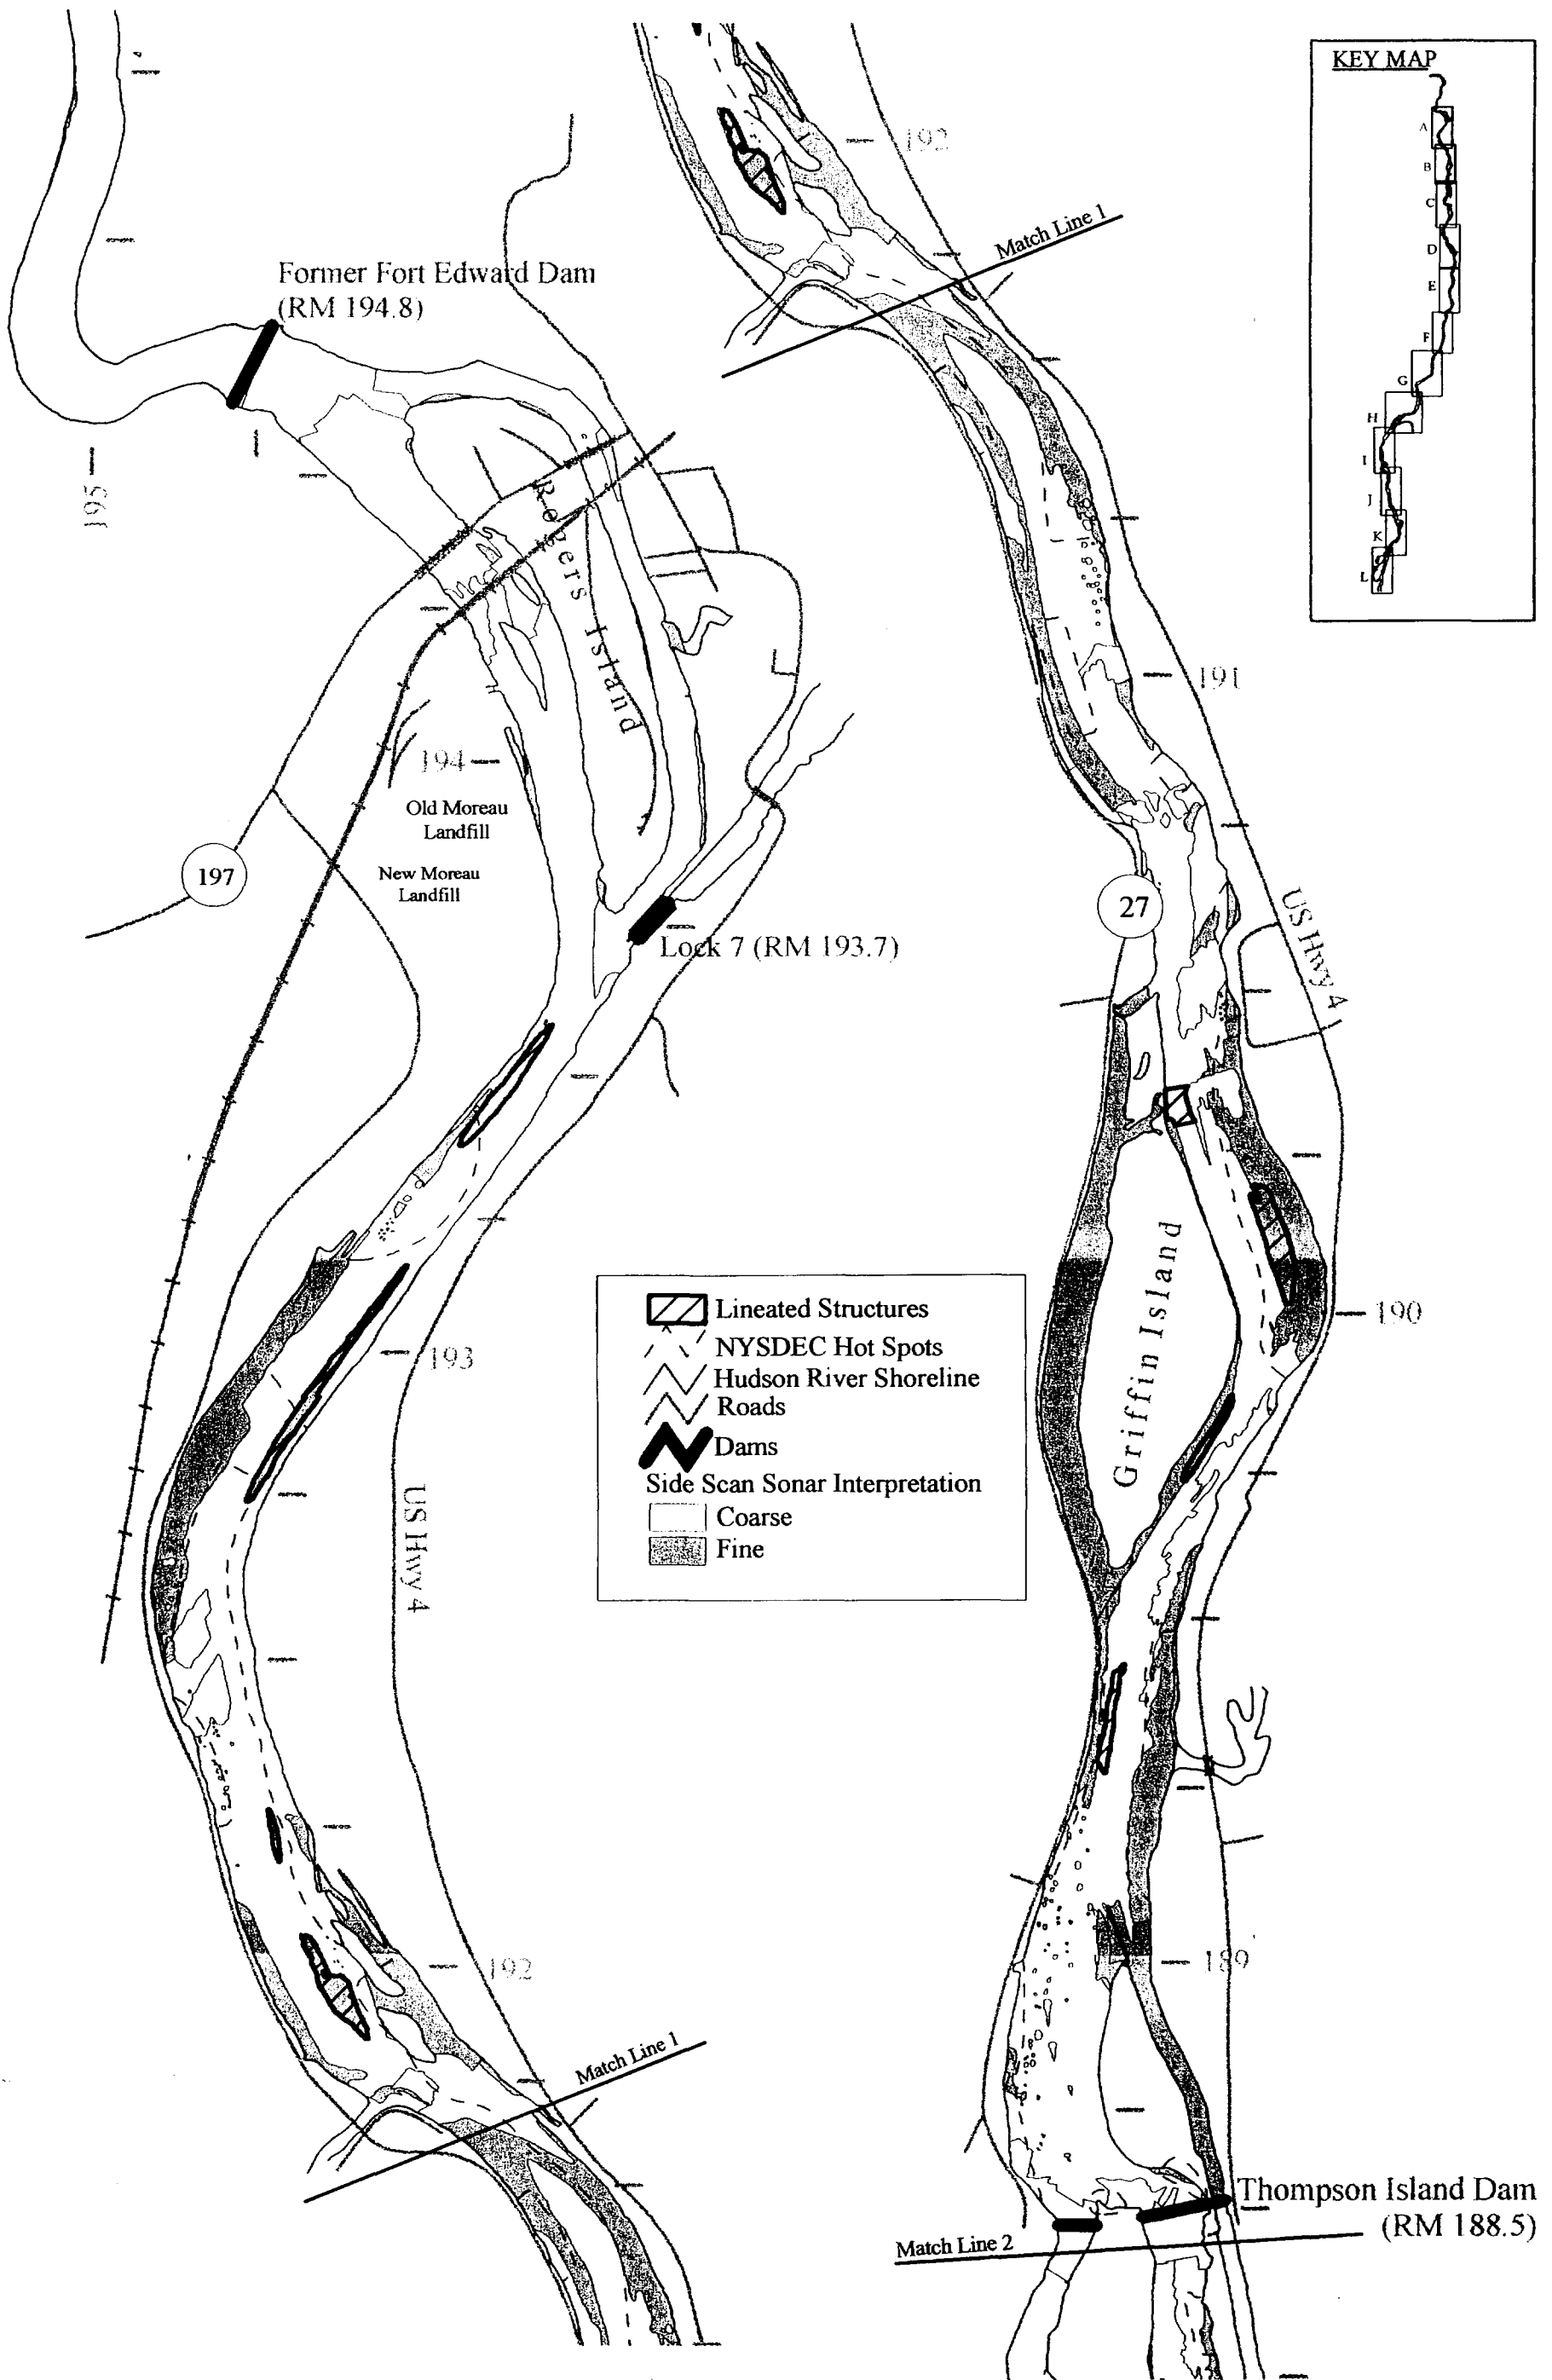 KEY MAP
A
B
C
D
E
F
G
H
I
J
K
L
192
Match Line 1
Former Fort Edward Dam
(RM 194.8)
195
Rogers Island
194
Old Moreau
Landfill
New Moreau
Landfill
197
Lock 7 (RM 193.7)
191
27
US Hwy 4
190
Griffin Island
193
US Hwy 4
Lineated Structures
NYSDEC Hot Spots
Hudson River Shoreline
Roads
Dams
Side Scan Sonar Interpretation
Coarse
Fine
192
189
Match Line 1
Thompson Island Dam
(RM 188.5)
Match Line 2